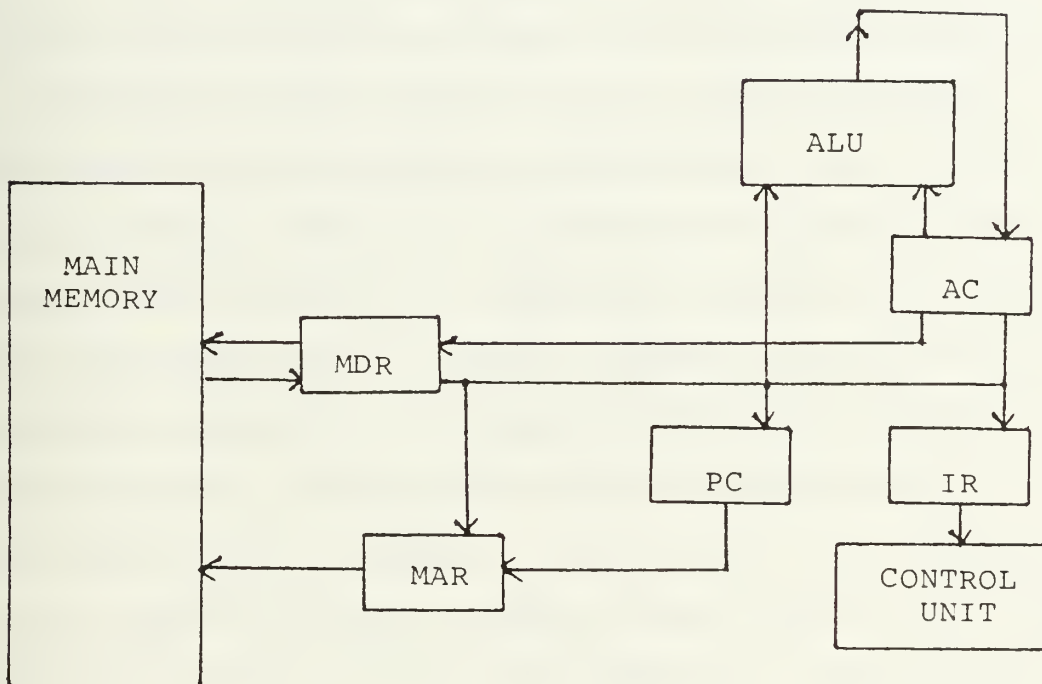 ALU
MAIN
MEMORY
AC
MDR
PC
IR
MAR
CONTROL
UNIT